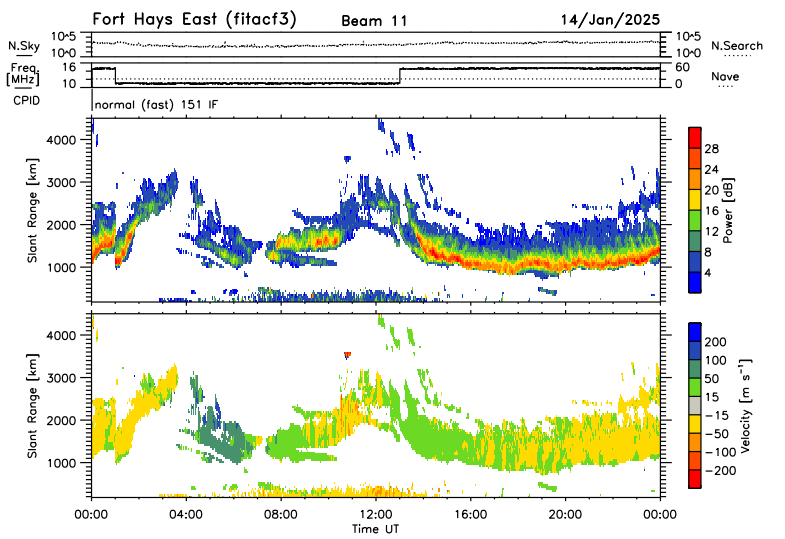 Fort Hays East (fitacf3) Beam 11 14/Jan/2025
N.Sky 10^5 10^0 10^5 10^0 N.Search
Freq. [MHz] 16 10 60 0 Nave
CPID normal (fast) 151 IF
Slant Range [km] 4000 3000 2000 1000
Power [dB] 28 24 20 16 12 8 4
Slant Range [km] 4000 3000 2000 1000
Velocity [m s⁻¹] 200 100 50 15 −15 −50 −100 −200
00:00 04:00 08:00 12:00 16:00 20:00 00:00
Time UT